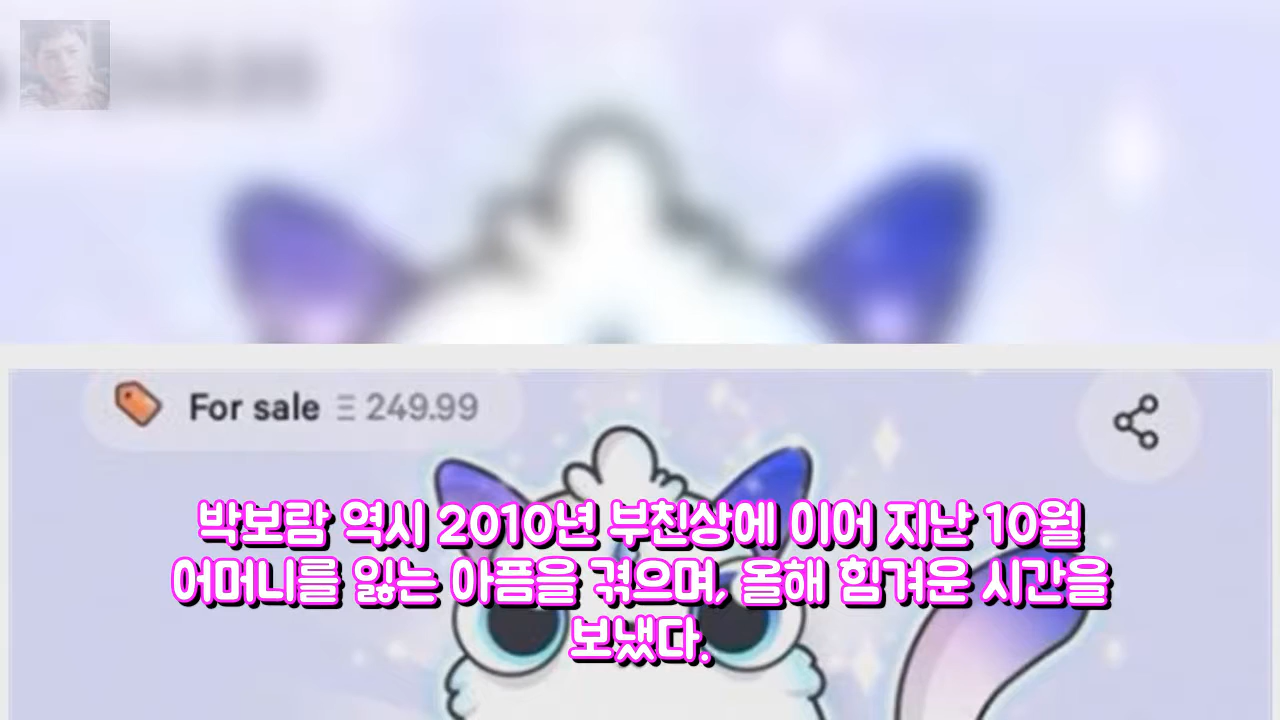 For sale Ξ 249.99
박보람 역시 2010년 부친상에 이어 지난 10월
어머니를 잃는 아픔을 겪으며, 올해 힘겨운 시간을
보냈다.